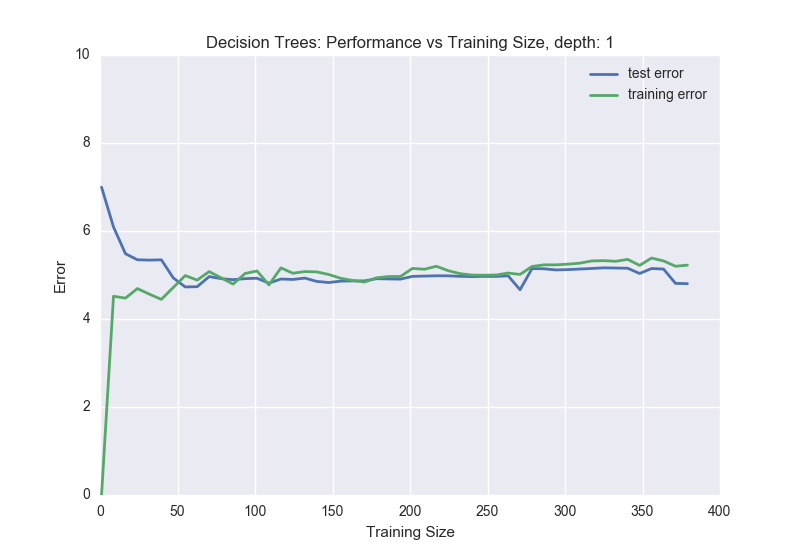 Decision Trees: Performance vs Training Size, depth: 1
test error
training error
10
8
6
4
2
0
Error
0 50 100 150 200 250 300 350 400
Training Size